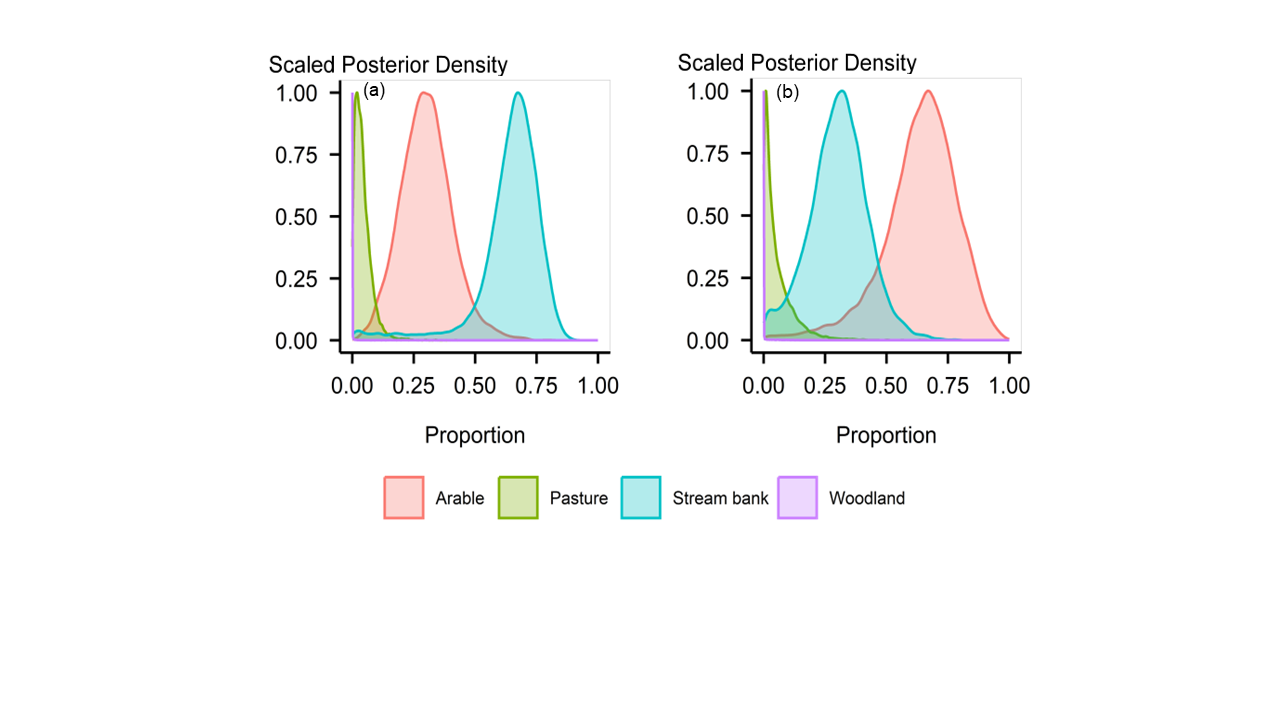 Scaled Posterior Density
(a)
1.00
0.75
0.50
0.25
0.00
0.00 0.25 0.50 0.75 1.00
Proportion
Scaled Posterior Density
(b)
1.00
0.75
0.50
0.25
0.00
0.00 0.25 0.50 0.75 1.00
Proportion
Arable Pasture Stream bank Woodland